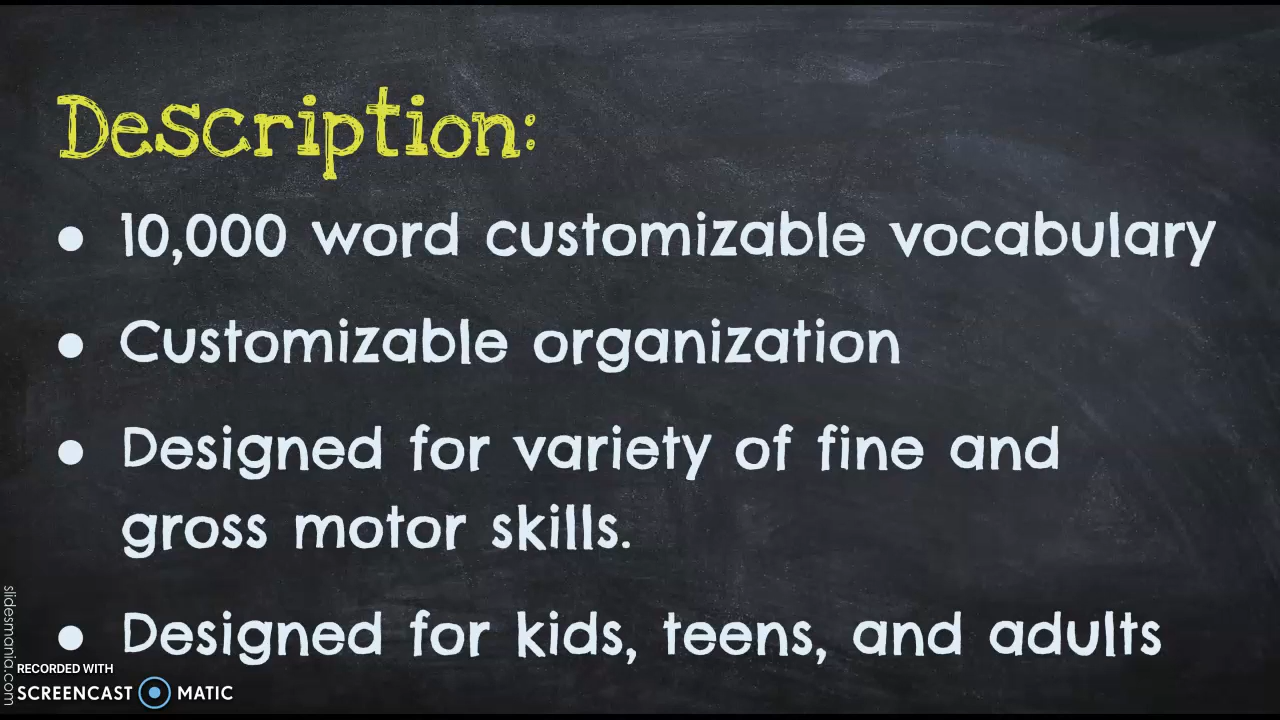 Description:
● 10,000 word customizable vocabulary
● Customizable organization
● Designed for variety of fine and
gross motor skills.
● Designed for kids, teens, and adults
slidesmania.com
RECORDED WITH
SCREENCAST MATIC